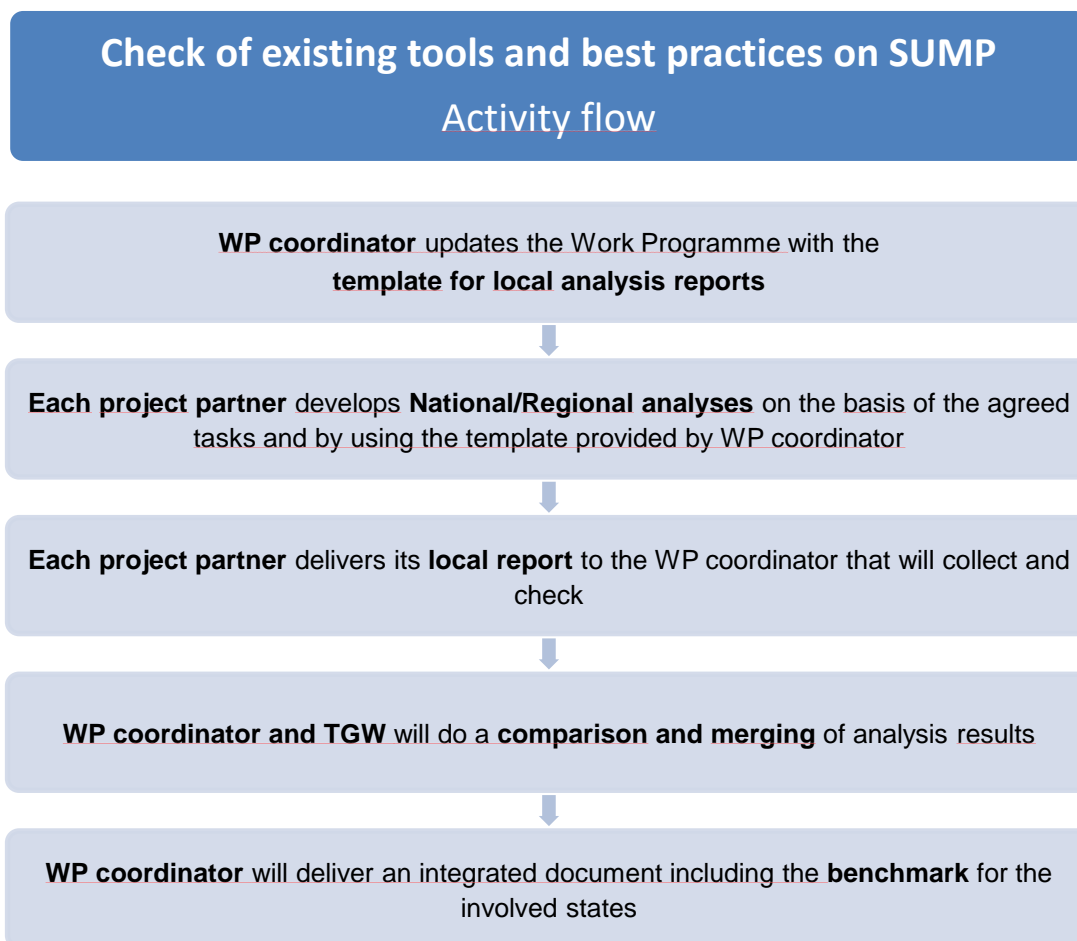 Check of existing tools and best practices on SUMP
Activity flow
WP coordinator updates the Work Programme with the
template for local analysis reports
Each project partner develops National/Regional analyses on the basis of the agreed
tasks and by using the template provided by WP coordinator
Each project partner delivers its local report to the WP coordinator that will collect and
check
WP coordinator and TGW will do a comparison and merging of analysis results
WP coordinator will deliver an integrated document including the benchmark for the
involved states